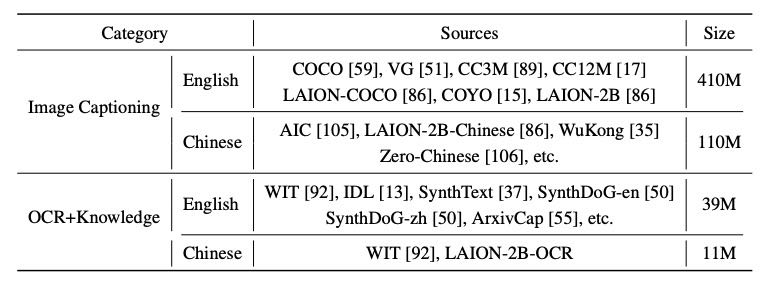 Category Sources Size
Image Captioning English COCO [59], VG [51], CC3M [89], CC12M [17] 410M
LAION-COCO [86], COYO [15], LAION-2B [86]
Chinese AIC [105], LAION-2B-Chinese [86], WuKong [35] 110M
Zero-Chinese [106], etc.
OCR+Knowledge English WIT [92], IDL [13], SynthText [37], SynthDoG-en [50] 39M
SynthDoG-zh [50], ArxivCap [55], etc.
Chinese WIT [92], LAION-2B-OCR 11M